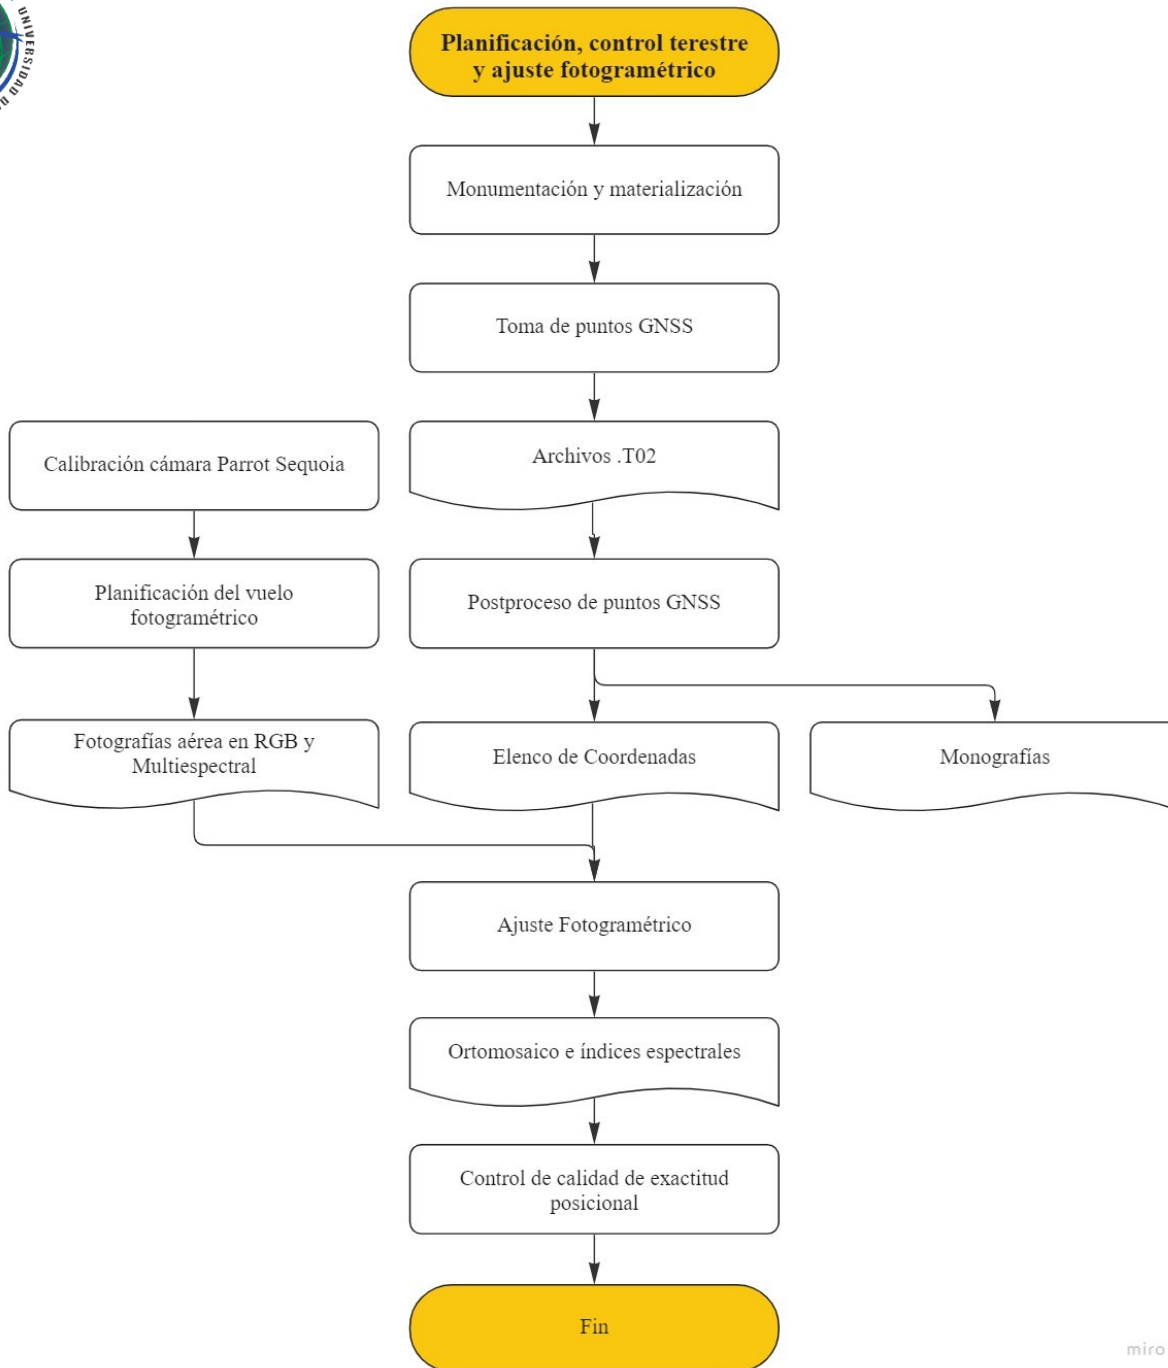 UNIVERSIDAD
Planificación, control terestre
y ajuste fotogramétrico
Monumentación y materialización
Toma de puntos GNSS
Calibración cámara Parrot Sequoia
Archivos .T02
Planificación del vuelo
fotogramétrico
Postproceso de puntos GNSS
Fotografías aérea en RGB y
Multiespectral
Elenco de Coordenadas
Monografías
Ajuste Fotogramétrico
Ortomosaico e índices espectrales
Control de calidad de exactitud
posicional
Fin
miro